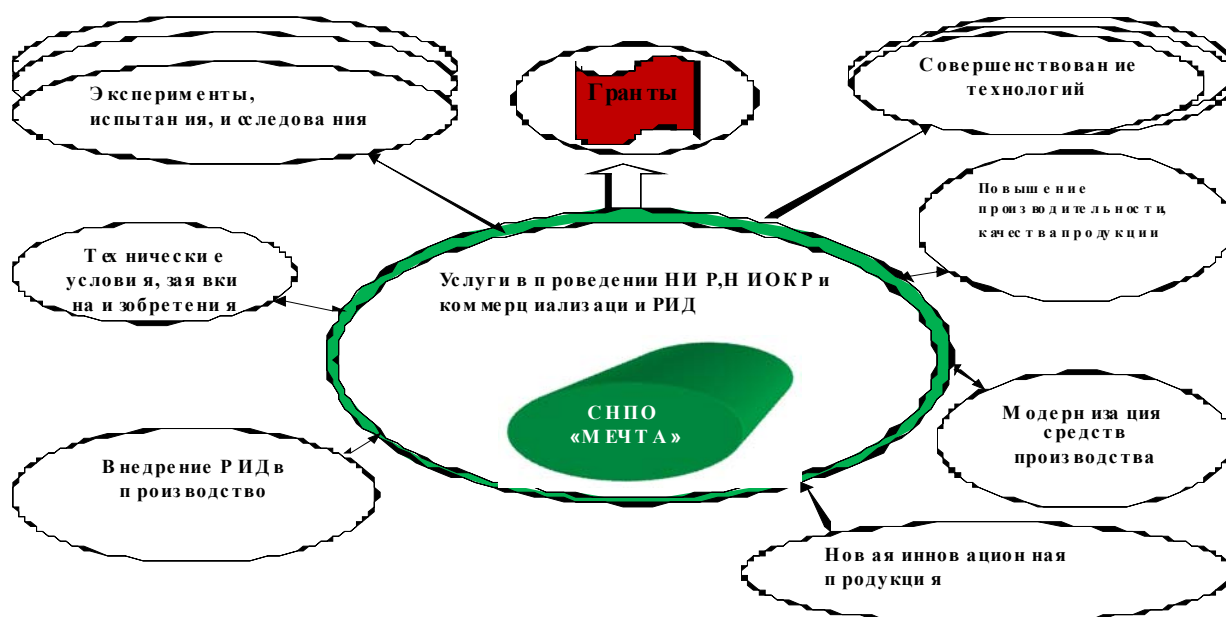 Эксперименты,
испытания, исследования
Гранты
Совершенствование
технологий
Повышение
производительности,
качества продукции
Технические
условия, заявки
на изобретения
Услуги в проведении НИР, НИОКР и
коммерциализаци и РИД
СНПО
«МЕЧТА»
Модернизация
средств
производства
Внедрение РИД в
производство
Новая инновационная
продукция